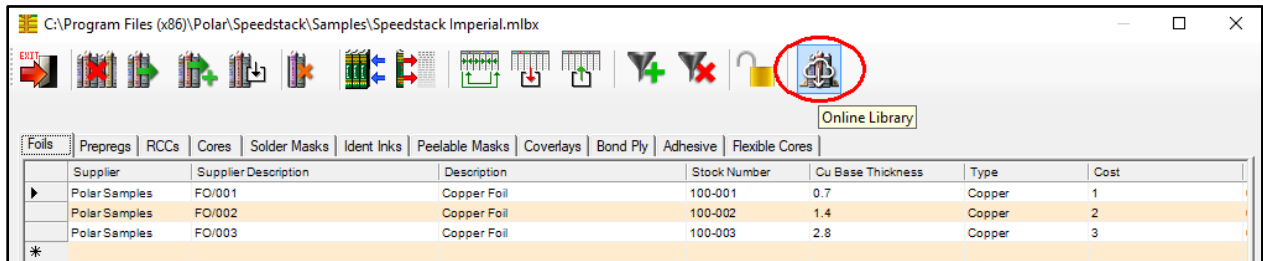 C:\Program Files (x86)\Polar\Speedstack\Samples\Speedstack Imperial.mlbx
EXIT
Online Library
Foils Prepregs RCCs Cores Solder Masks Ident Inks Peelable Masks Coverlays Bond Ply Adhesive Flexible Cores
Supplier Supplier Description Description Stock Number Cu Base Thickness Type Cost
Polar Samples FO/001 Copper Foil 100-001 0.7 Copper 1
Polar Samples FO/002 Copper Foil 100-002 1.4 Copper 2
Polar Samples FO/003 Copper Foil 100-003 2.8 Copper 3